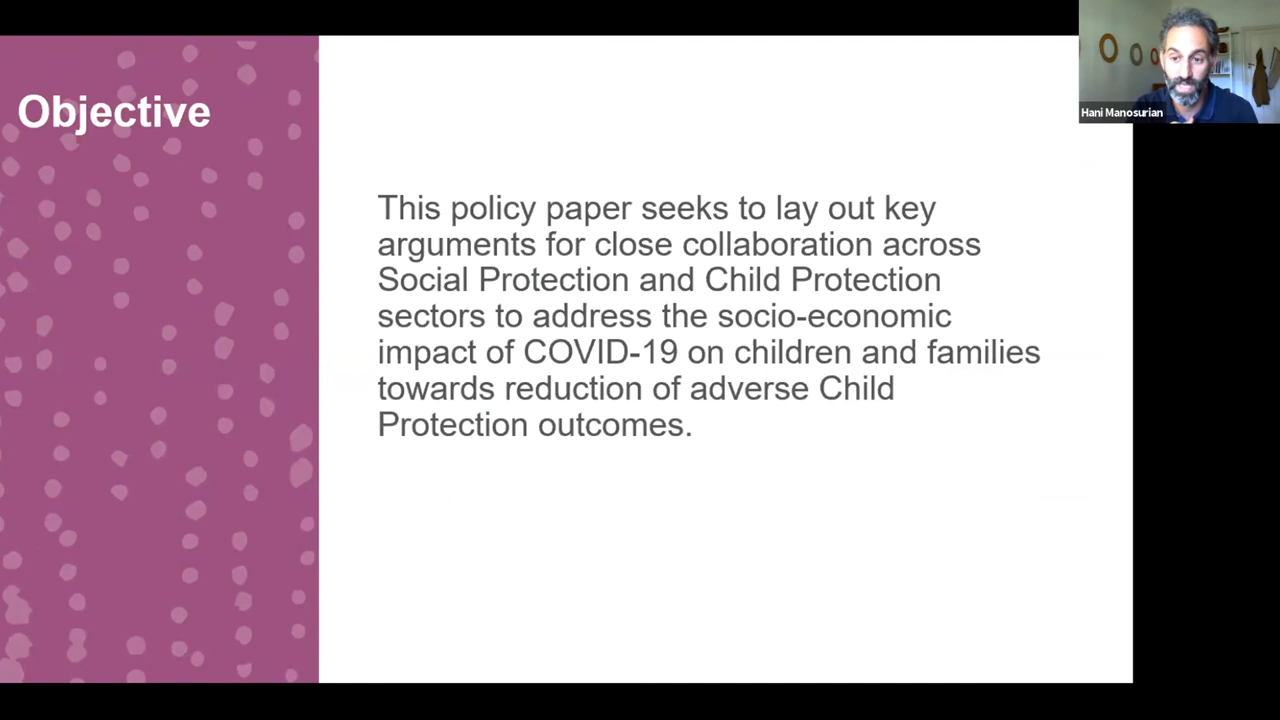 Objective
This policy paper seeks to lay out key
arguments for close collaboration across
Social Protection and Child Protection
sectors to address the socio-economic
impact of COVID-19 on children and families
towards reduction of adverse Child
Protection outcomes.
Hani Manosurian